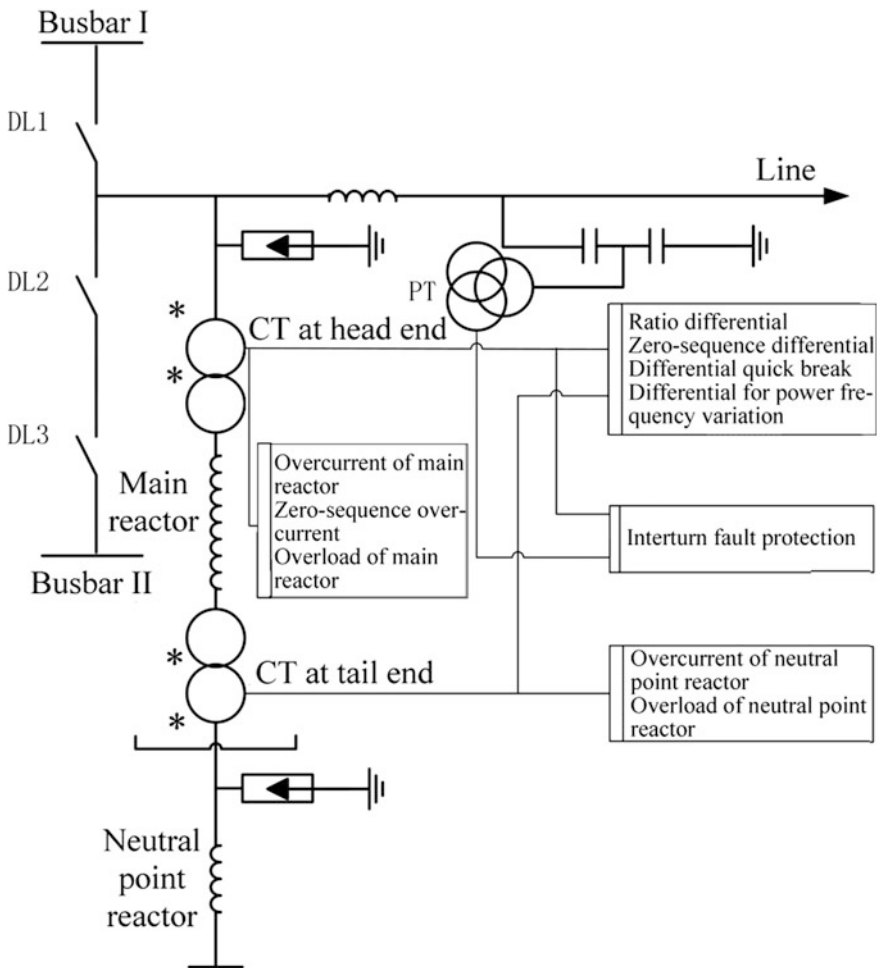 Busbar I
DL1
Line
DL2
PT
*
CT at head end
*
Ratio differential
Zero-sequence differential
Differential quick break
Differential for power fre-
quency variation
DL3
Main
reactor
Overcurrent of main
reactor
Zero-sequence over-
current
Overload of main
reactor
Interturn fault protection
Busbar II
*
CT at tail end
*
Overcurrent of neutral
point reactor
Overload of neutral point
reactor
Neutral
point
reactor